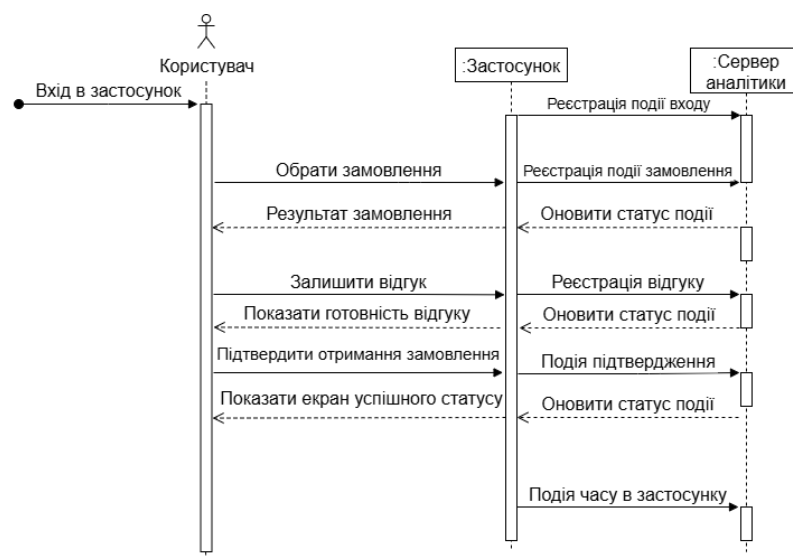 Користувач
:Застосунок
:Сервер
аналітики
Вхід в застосунок
Реєстрація події входу
Обрати замовлення
Реєстрація події замовлення
Результат замовлення
Оновити статус події
Залишити відгук
Реєстрація відгуку
Показати готовність відгуку
Оновити статус події
Підтвердити отримання замовлення
Подія підтвердження
Показати екран успішного статусу
Оновити статус події
Подія часу в застосунку